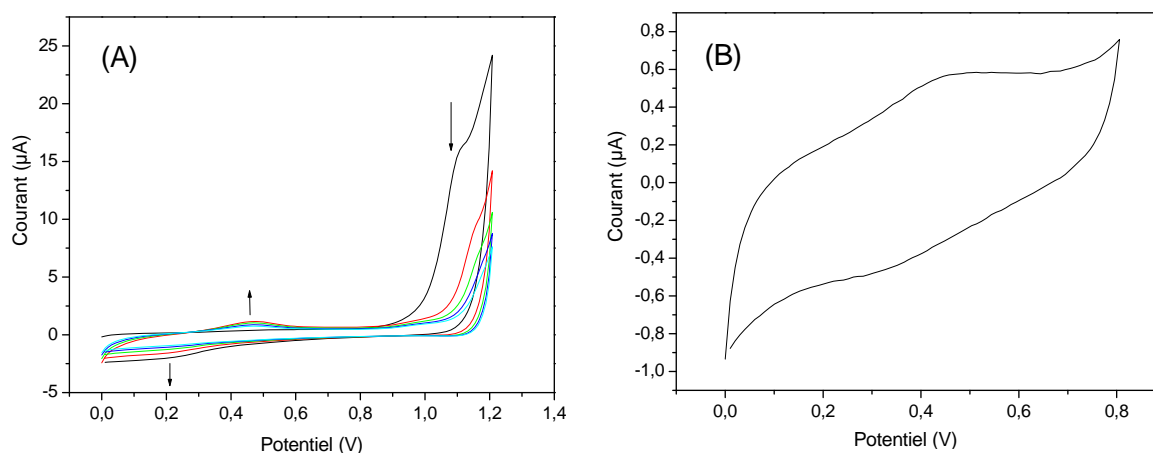 (A)
25
20
15
10
5
0
-5
Courant (µA)
0,0 0,2 0,4 0,6 0,8 1,0 1,2 1,4
Potentiel (V)
(B)
0,8
0,6
0,4
0,2
0,0
-0,2
-0,4
-0,6
-0,8
-1,0
Courant (µA)
0,0 0,2 0,4 0,6 0,8
Potentiel (V)